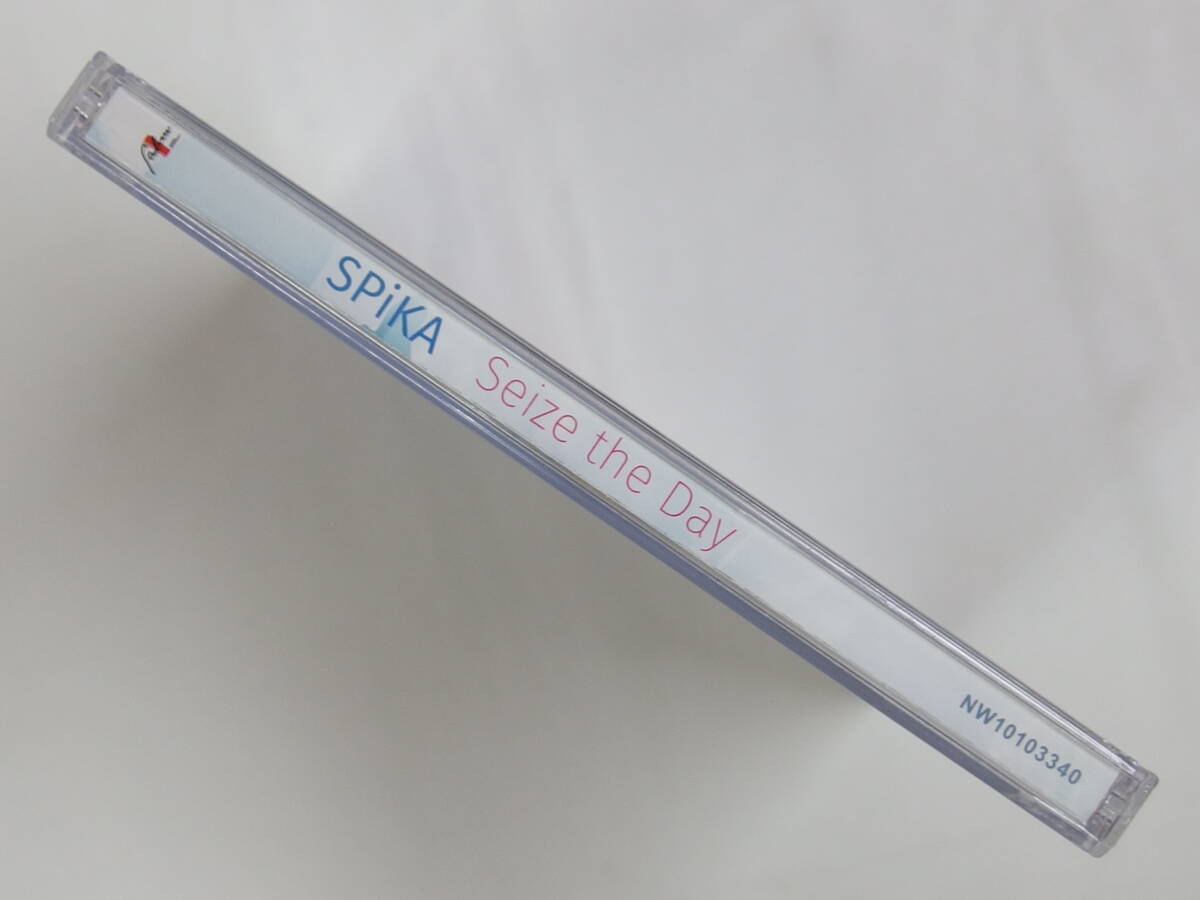 SPiKA Seize the Day
NW10103340